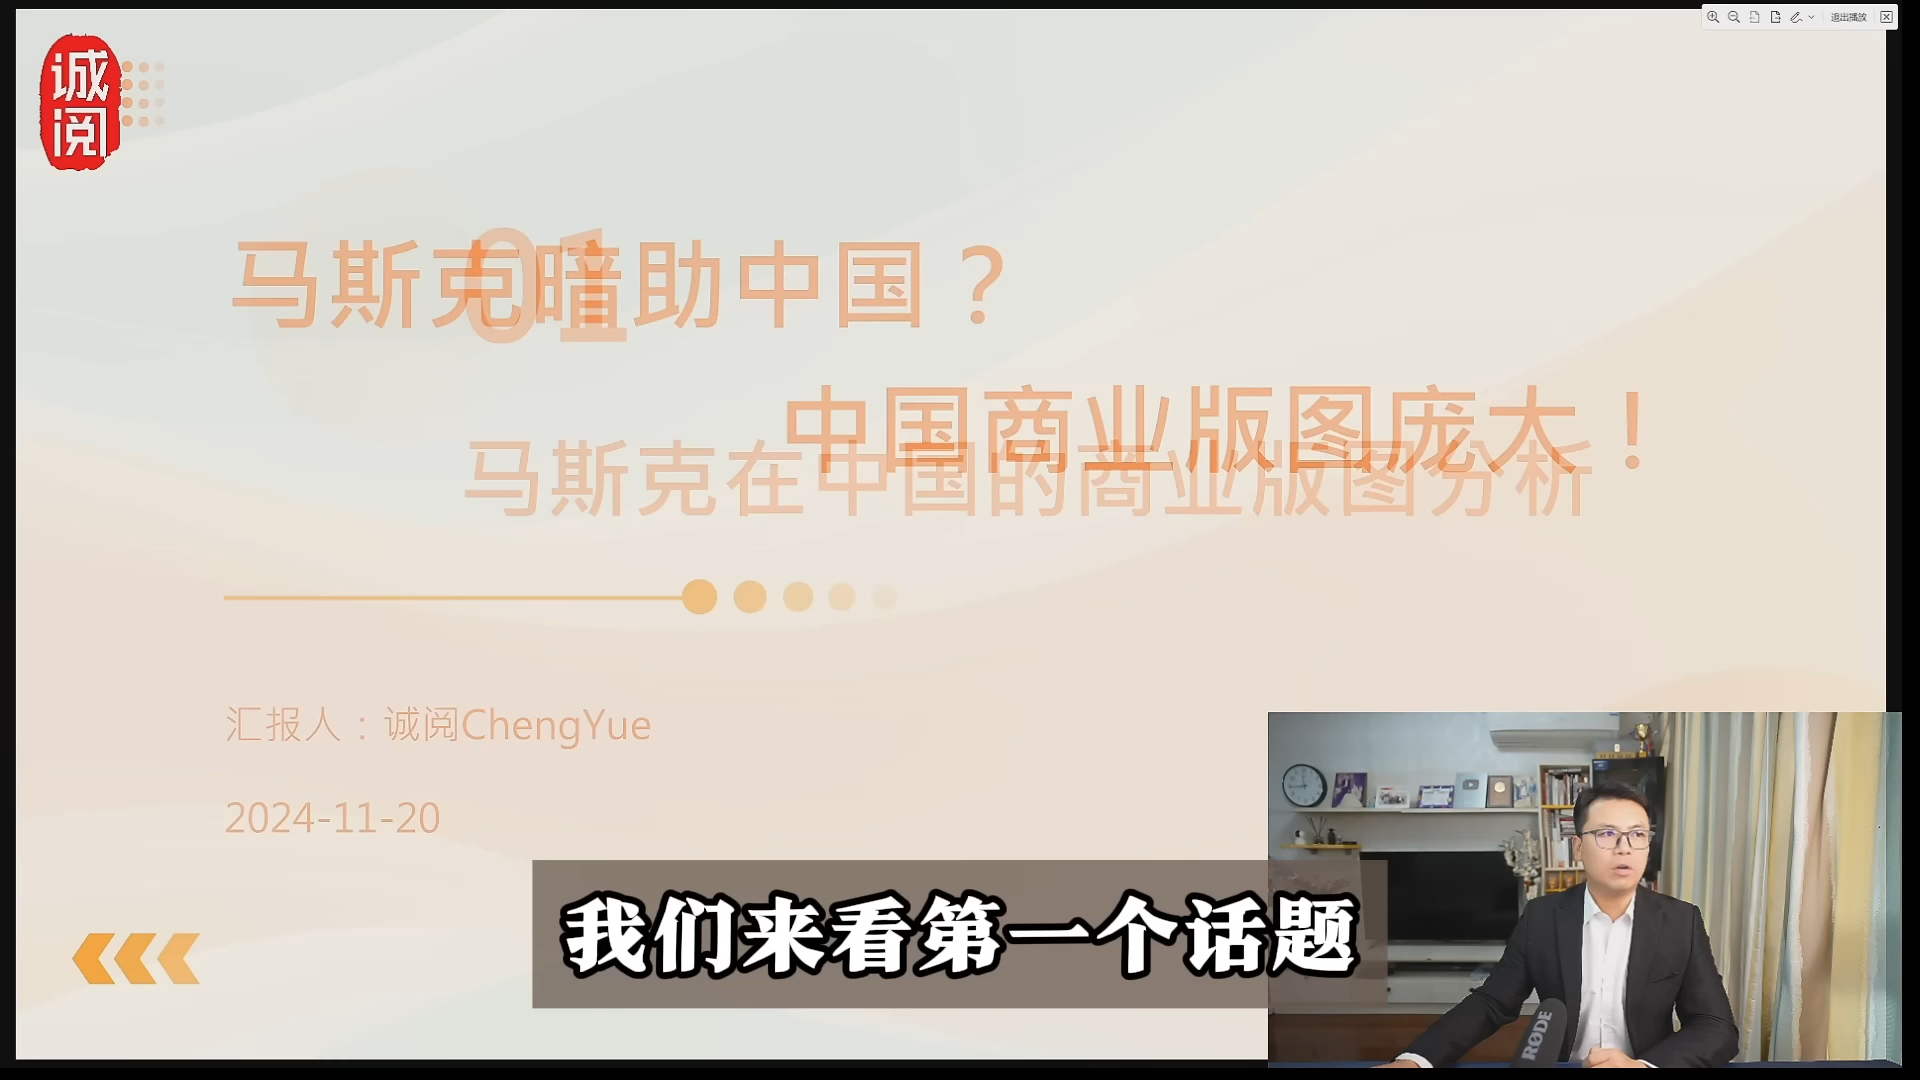 退出播放
诚
阅
01
马斯克暗助中国？
中国商业版图庞大！
马斯克在中国的商业版图分析
汇报人：诚阅ChengYue
2024-11-20
我们来看第一个话题
RØDE